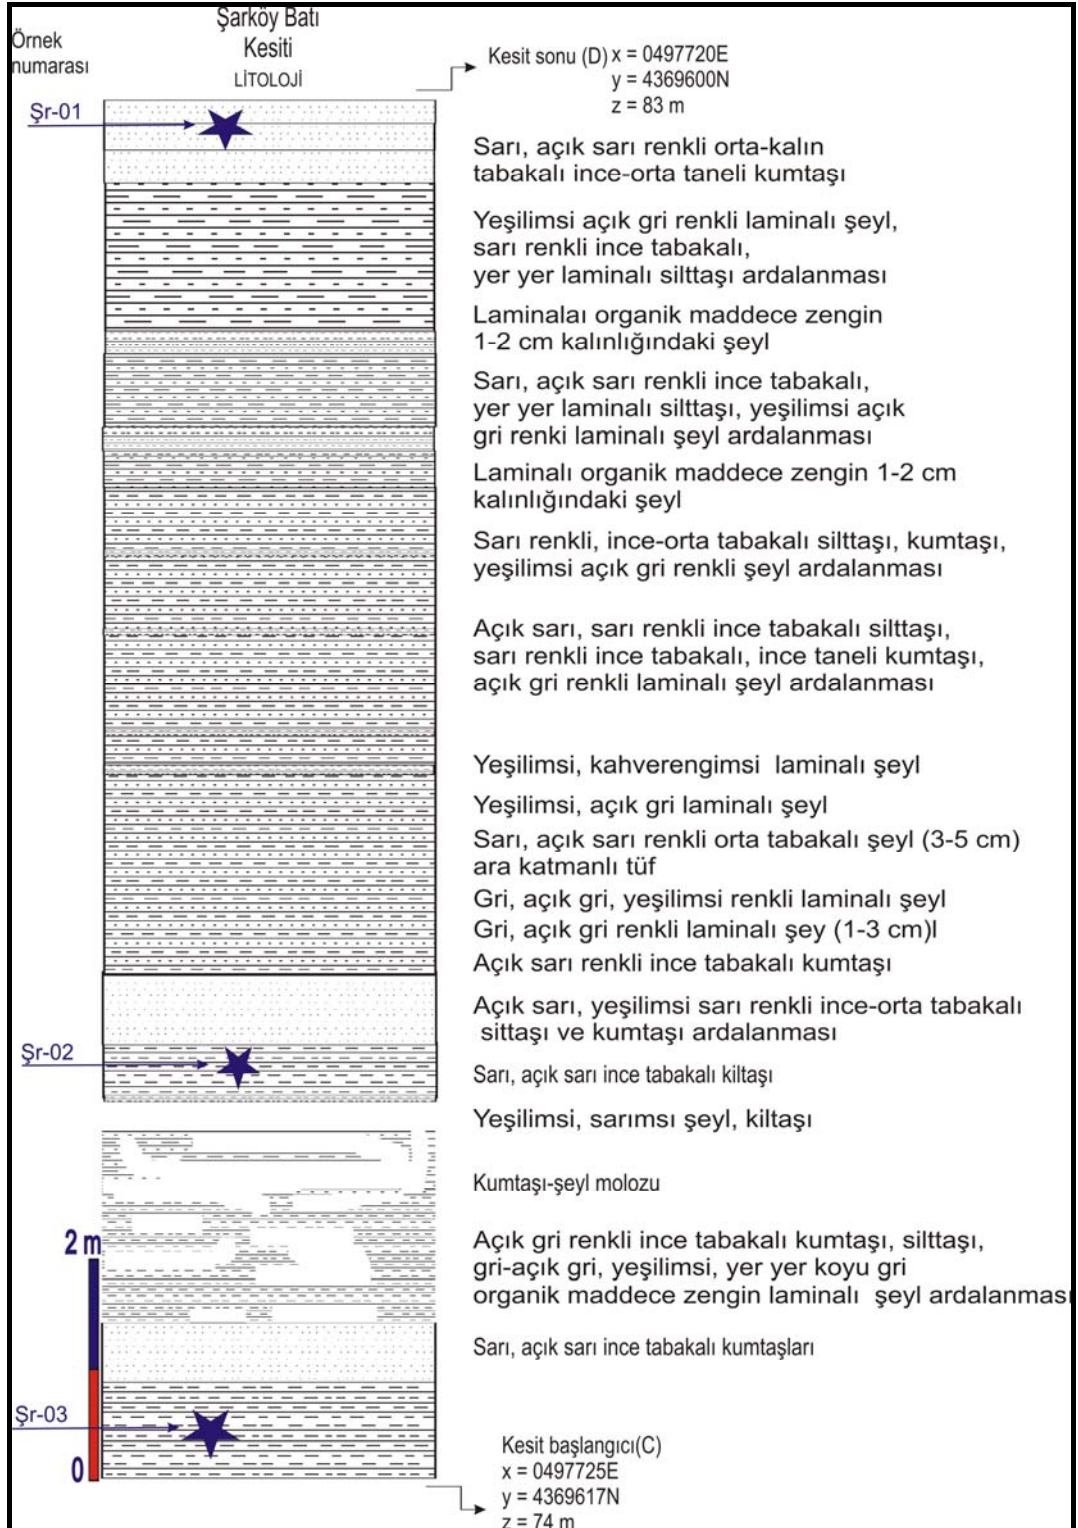 Şarköy Batı
Kesiti
LİTOLOJİ
Örnek
numarası
Kesit sonu (D) x = 0497720E
y = 4369600N
z = 83 m
Şr-01
Sarı, açık sarı renkli orta-kalın
tabakalı ince-orta taneli kumtaşı
Yeşilimsi açık gri renkli laminalı şeyl,
sarı renkli ince tabakalı,
yer yer laminalı silttaşı ardalanması
Laminalaı organik maddece zengin
1-2 cm kalınlığındaki şeyl
Sarı, açık sarı renkli ince tabakalı,
yer yer laminalı silttaşı, yeşilimsi açık
gri renki laminalı şeyl ardalanması
Laminalı organik maddece zengin 1-2 cm
kalınlığındaki şeyl
Sarı renkli, ince-orta tabakalı silttaşı, kumtaşı,
yeşilimsi açık gri renkli şeyl ardalanması
Açık sarı, sarı renkli ince tabakalı silttaşı,
sarı renkli ince tabakalı, ince taneli kumtaşı,
açık gri renkli laminalı şeyl ardalanması
Yeşilimsi, kahverengimsi laminalı şeyl
Yeşilimsi, açık gri laminalı şeyl
Sarı, açık sarı renkli orta tabakalı şeyl (3-5 cm)
ara katmanlı tüf
Gri, açık gri, yeşilimsi renkli laminalı şeyl
Gri, açık gri renkli laminalı şey (1-3 cm)l
Açık sarı renkli ince tabakalı kumtaşı
Açık sarı, yeşilimsi sarı renkli ince-orta tabakalı
sittaşı ve kumtaşı ardalanması
Şr-02
Sarı, açık sarı ince tabakalı kiltaşı
Yeşilimsi, sarımsı şeyl, kiltaşı
Kumtaşı-şeyl molozu
2 m
Açık gri renkli ince tabakalı kumtaşı, silttaşı,
gri-açık gri, yeşilimsi, yer yer koyu gri
organik maddece zengin laminalı şeyl ardalanması
Sarı, açık sarı ince tabakalı kumtaşları
Şr-03
0
Kesit başlangıcı(C)
x = 0497725E
y = 4369617N
z = 74 m